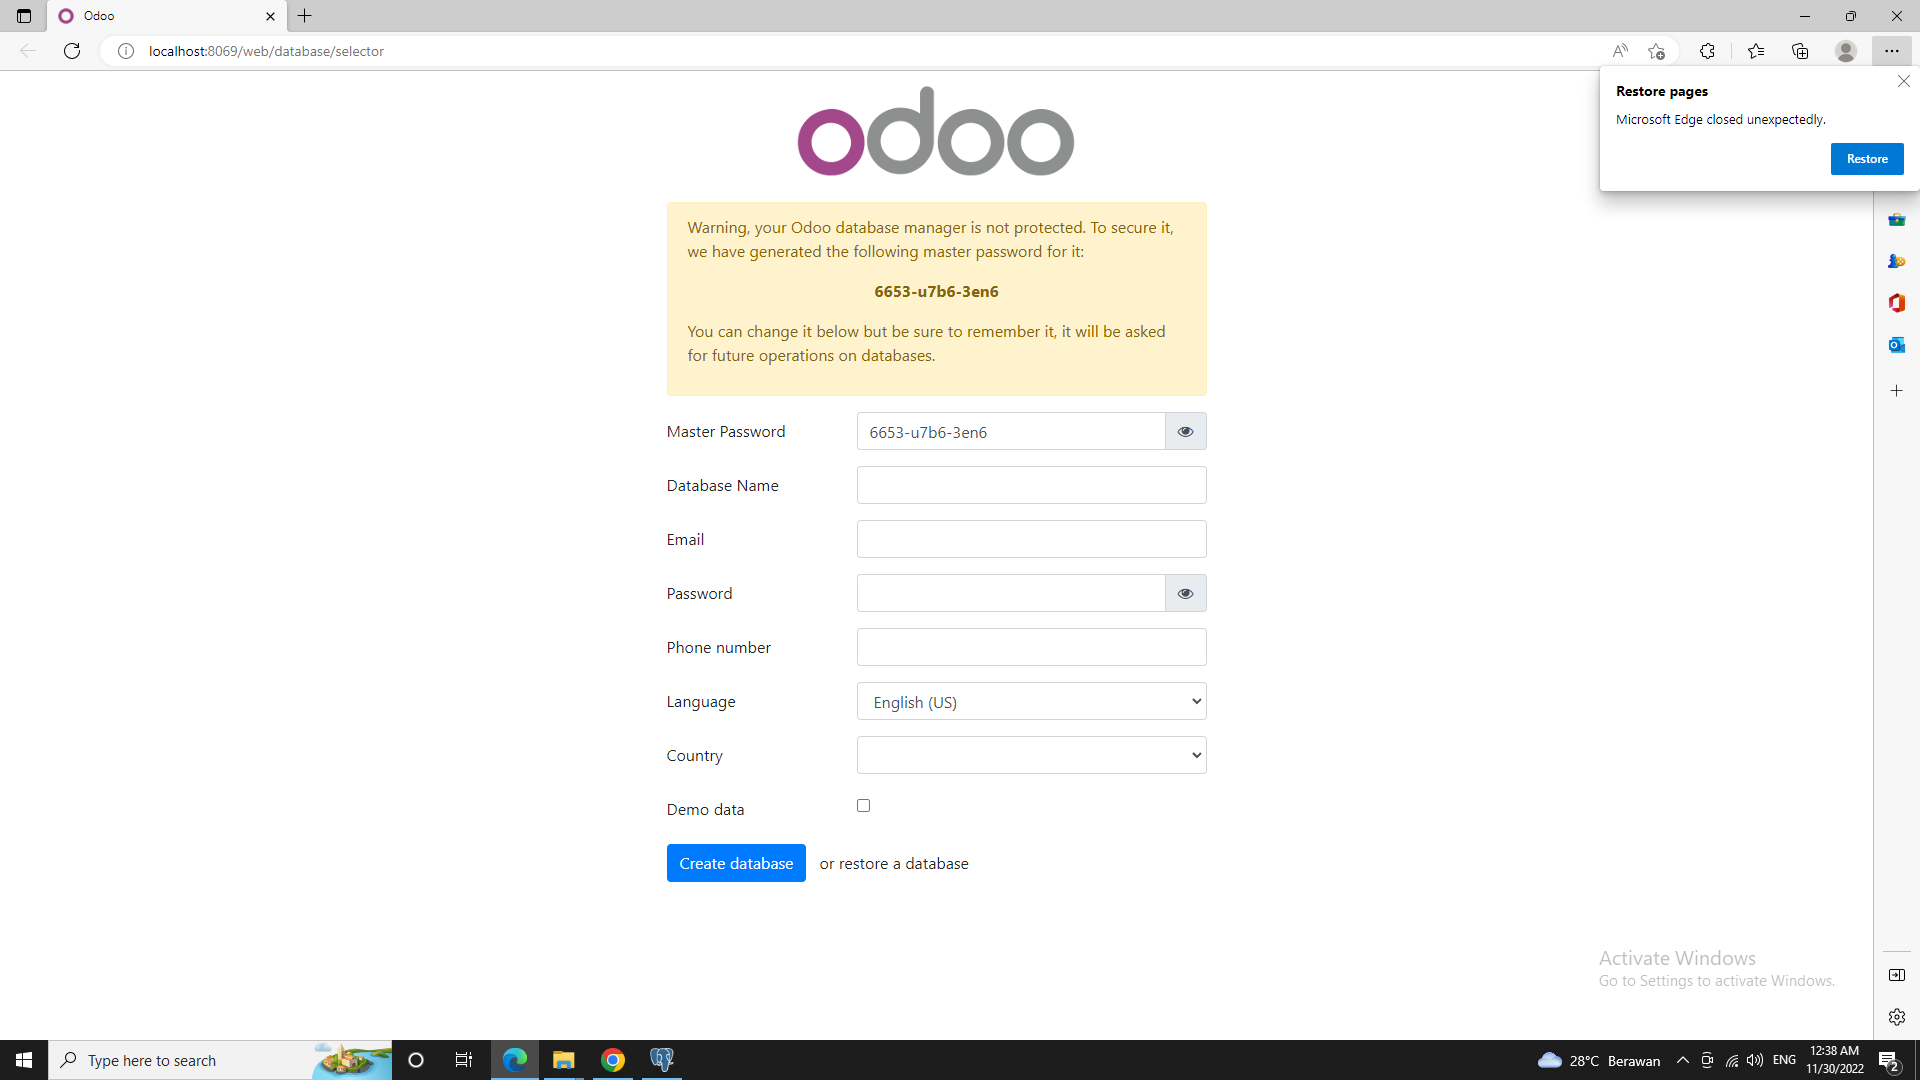 Odoo
localhost:8069/web/database/selector
Restore pages
Microsoft Edge closed unexpectedly.
Restore
odoo
Warning, your Odoo database manager is not protected. To secure it,
we have generated the following master password for it:
6653-u7b6-3en6
You can change it below but be sure to remember it, it will be asked
for future operations on databases.
Master Password
6653-u7b6-3en6
Database Name
Email
Password
Phone number
Language
English (US)
Country
Demo data
Create database
or restore a database
Activate Windows
Go to Settings to activate Windows.
Type here to search
28°C Berawan
ENG
12:38 AM
11/30/2022
2